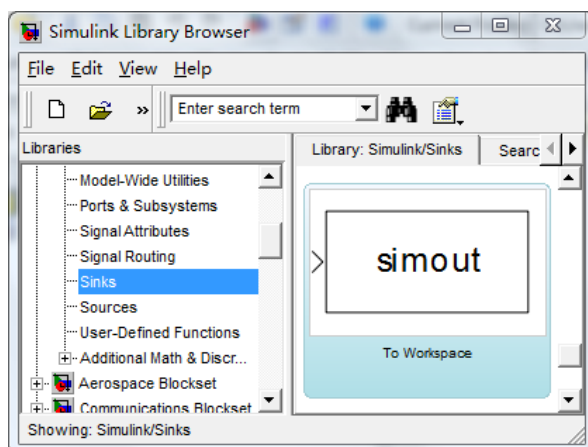 Simulink Library Browser
File Edit View Help
» Enter search term
Libraries
Library: Simulink/Sinks Searc
Model-Wide Utilities
Ports & Subsystems
Signal Attributes
Signal Routing
Sinks
Sources
User-Defined Functions
Additional Math & Discr...
Aerospace Blockset
Communications Blockset
simout
To Workspace
Showing: Simulink/Sinks